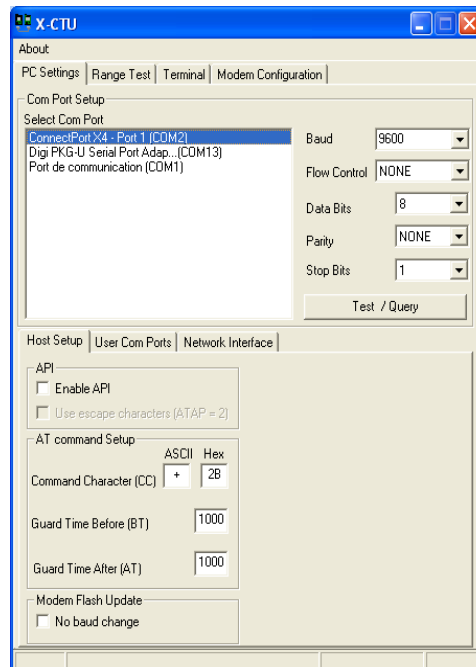 X-CTU
About
PC Settings Range Test Terminal Modem Configuration
Com Port Setup
Select Com Port
ConnectPort X4 - Port 1 (COM2)
Digi PKG-U Serial Port Adap...(COM13)
Port de communication (COM1)
Baud 9600
Flow Control NONE
Data Bits 8
Parity NONE
Stop Bits 1
Test / Query
Host Setup User Com Ports Network Interface
API
Enable API
Use escape characters (ATAP = 2)
AT command Setup
ASCII Hex
Command Character (CC) + 2B
Guard Time Before (BT) 1000
Guard Time After (AT) 1000
Modem Flash Update
No baud change